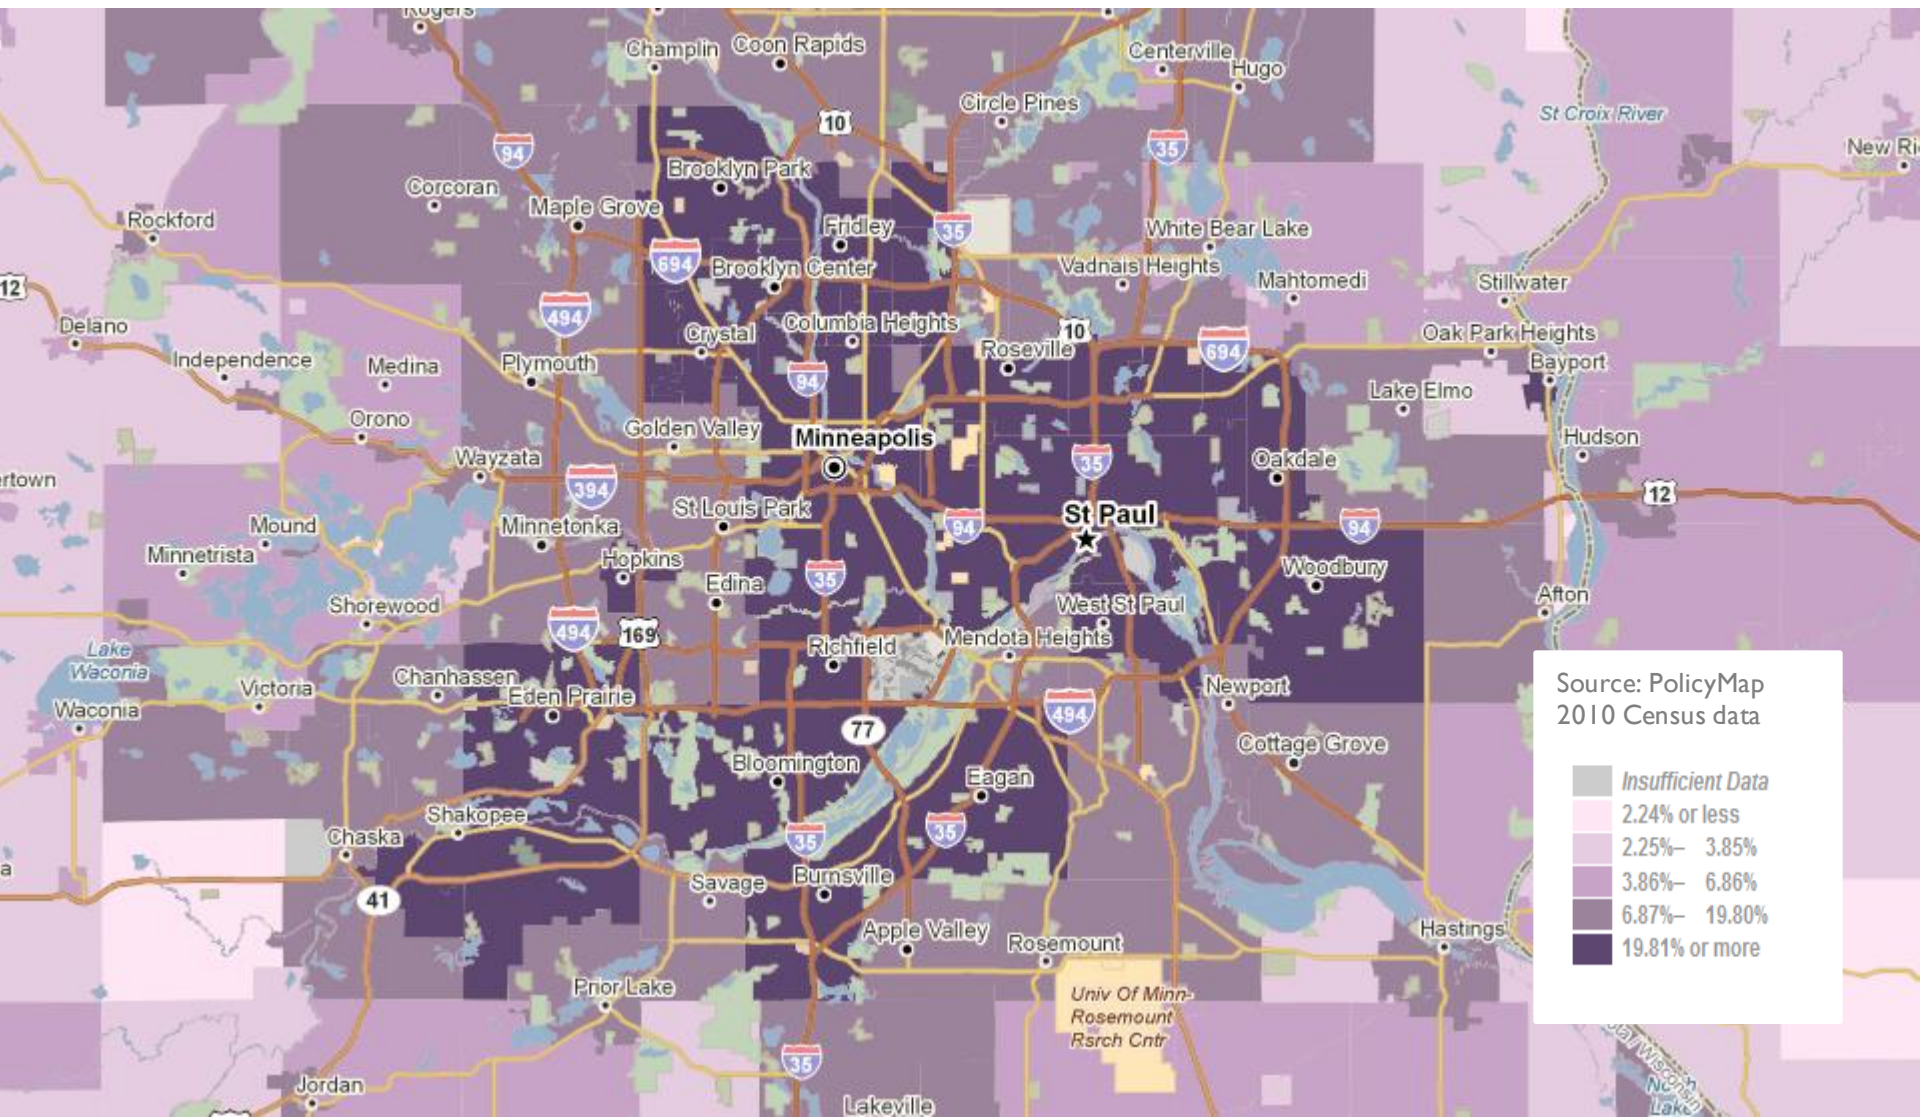 Rogers
Champlin
Coon Rapids
Centerville
Hugo
Circle Pines
10
94
35
St Croix River
New Ri
Brooklyn Park
Corcoran
Maple Grove
Rockford
Fridley
35
White Bear Lake
694
Brooklyn Center
Vadnais Heights
Mahtomedi
Stillwater
12
494
Delano
Crystal
Columbia Heights
10
Oak Park Heights
Independence
Medina
Plymouth
94
Roseville
694
Bayport
Lake Elmo
Orono
Golden Valley
Minneapolis
Hudson
Wayzata
35
Oakdale
ertown
394
12
Mound
Minnetonka
St Louis Park
94
St Paul
94
Minnetrista
Hopkins
35
Woodbury
Edina
Shorewood
West St Paul
Afton
494
169
Richfield
Mendota Heights
Lake
Waconia
Chanhassen
Victoria
Eden Prairie
Newport
Waconia
77
494
Cottage Grove
Bloomington
Eagan
Shakopee
Chaska
35
35
a
41
Savage
Burnsville
Apple Valley
Rosemount
Hastings
Prior Lake
Univ Of Minn-
Rosemount
Rsrch Cntr
35
Jordan
Lakeville
Source: PolicyMap
2010 Census data
Insufficient Data
2.24% or less
2.25%– 3.85%
3.86%– 6.86%
6.87%– 19.80%
19.81% or more
Wisconsin
North
Lake